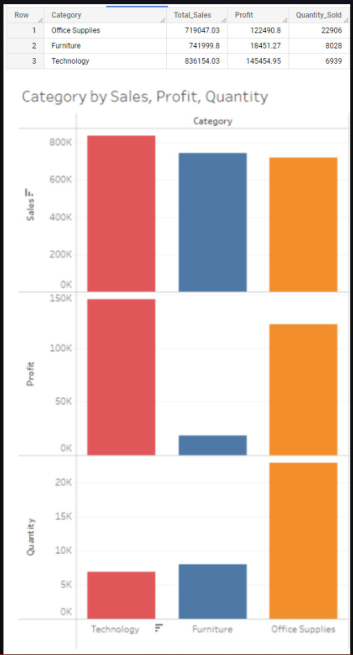 Row Category Total_Sales Profit Quantity_Sold
1 Office Supplies 719047.03 122490.8 22906
2 Furniture 741999.8 18451.27 8028
3 Technology 836154.03 145454.95 6939
Category by Sales, Profit, Quantity
Category
800K
600K
400K
200K
0K
Sales
150K
100K
50K
0K
Profit
20K
15K
10K
5K
0K
Quantity
Technology Furniture Office Supplies